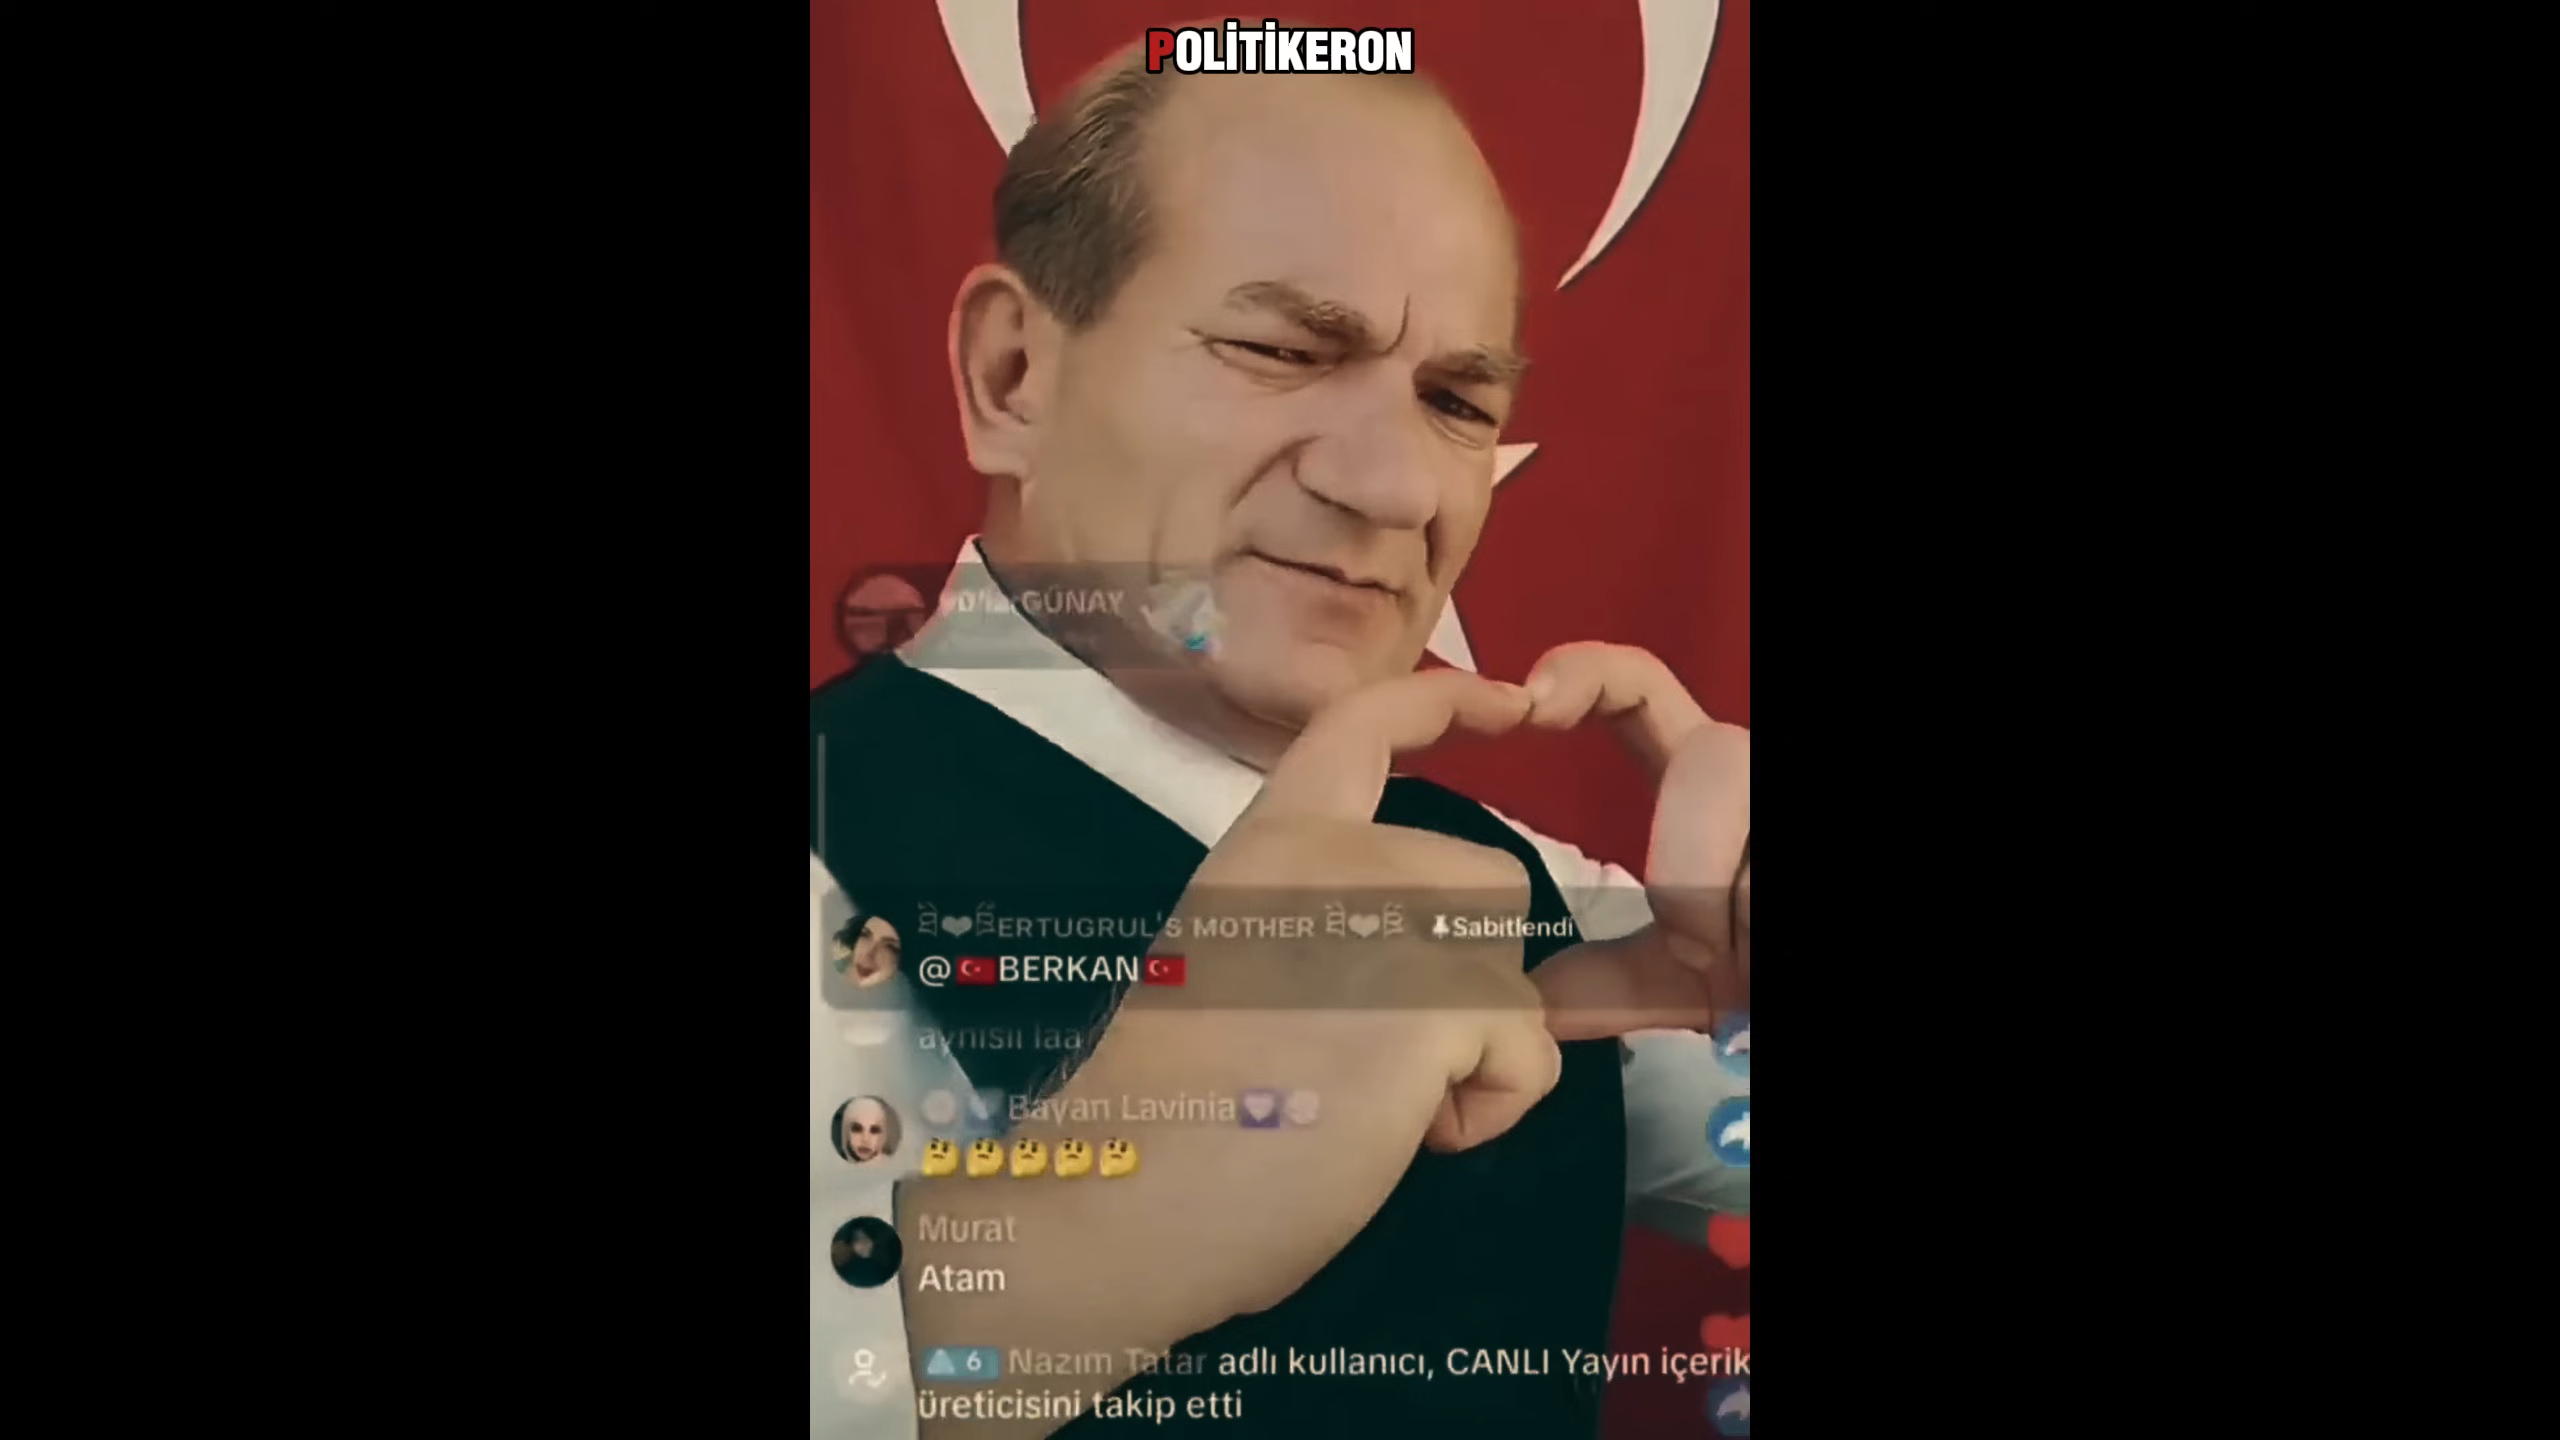 POLİTİKERON
GÜNAY
ERTUGRUL'S MOTHER Sabitlendi
@🇹🇷BERKAN🇹🇷
aynısıı laa
Bayan Lavinia
🤔🤔🤔🤔🤔
Murat
Atam
6 Nazım Tatar adlı kullanıcı, CANLI Yayın içerik
üreticisini takip etti